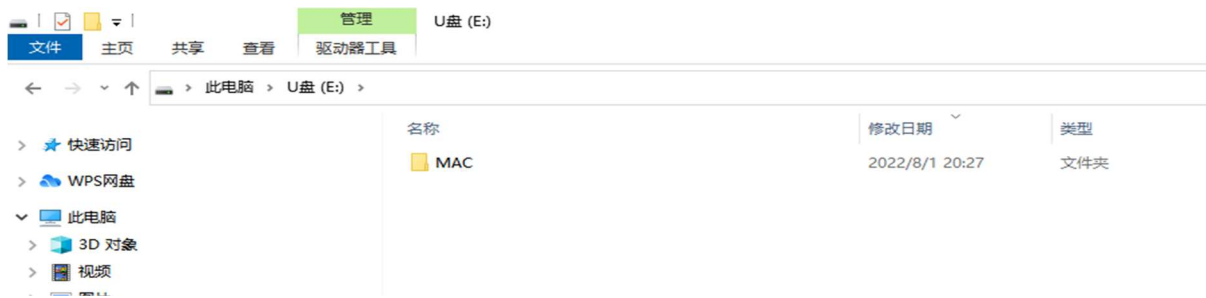 管理 U盘 (E:)
文件 主页 共享 查看 驱动器工具
此电脑 > U盘 (E:) >
名称 修改日期 类型
快速访问
MAC 2022/8/1 20:27 文件夹
WPS网盘
此电脑
3D 对象
视频